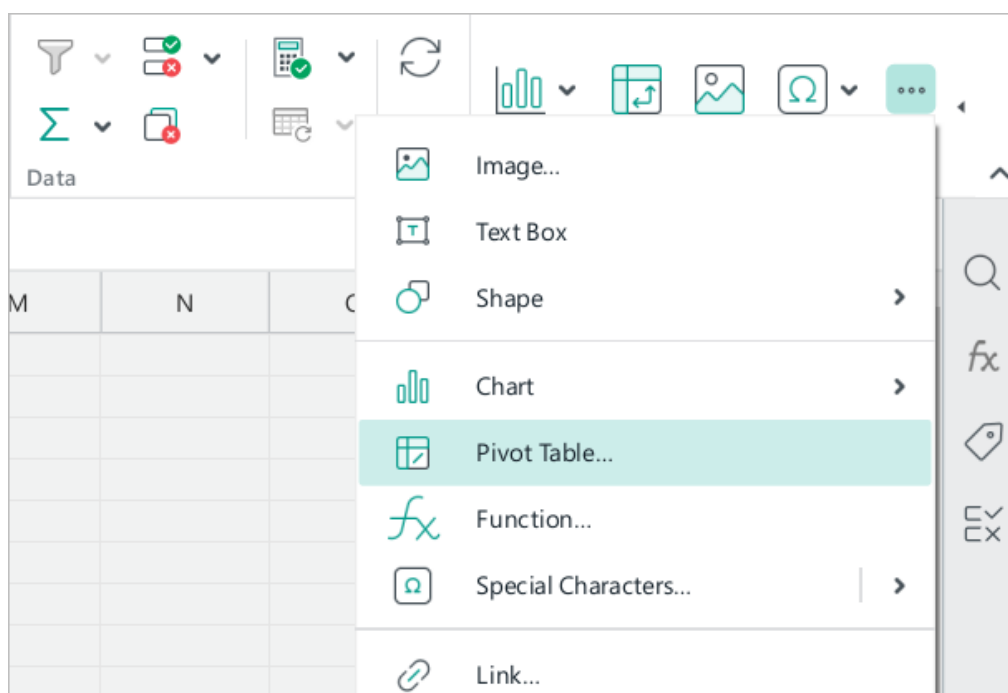 Data
M
N
Image...
Text Box
Shape
Chart
Pivot Table...
Function...
Special Characters...
Link...